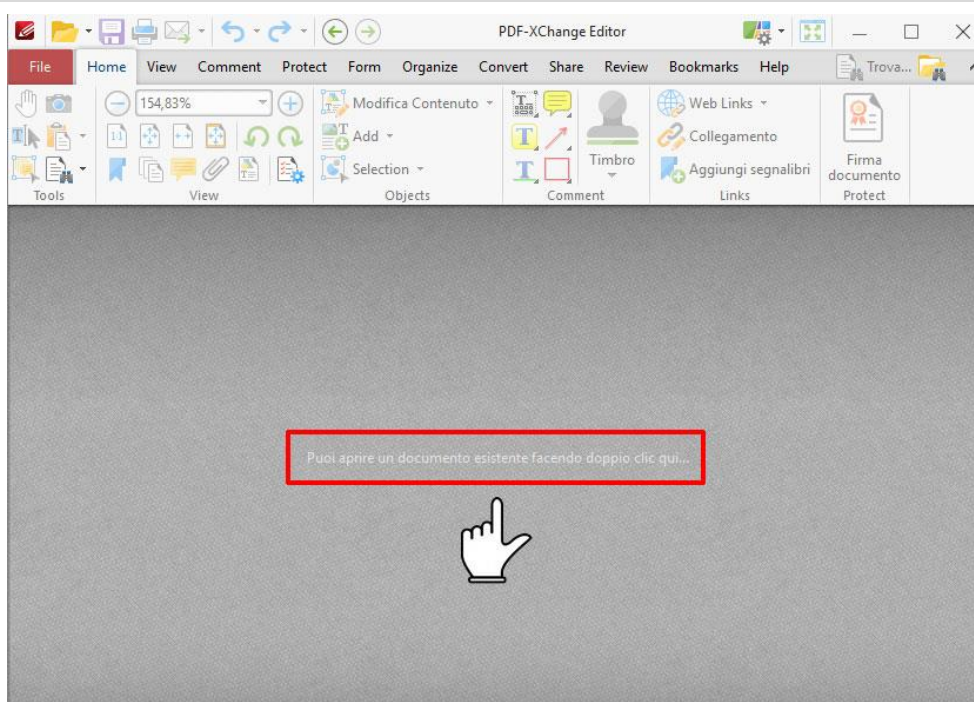 PDF-XChange Editor
File Home View Comment Protect Form Organize Convert Share Review Bookmarks Help Trova...
154,83% Modifica Contenuto Web Links
Add Collegamento
Selection Timbro Aggiungi segnalibri Firma documento
Tools View Objects Comment Links Protect
Puoi aprire un documento esistente facendo doppio clic qui...